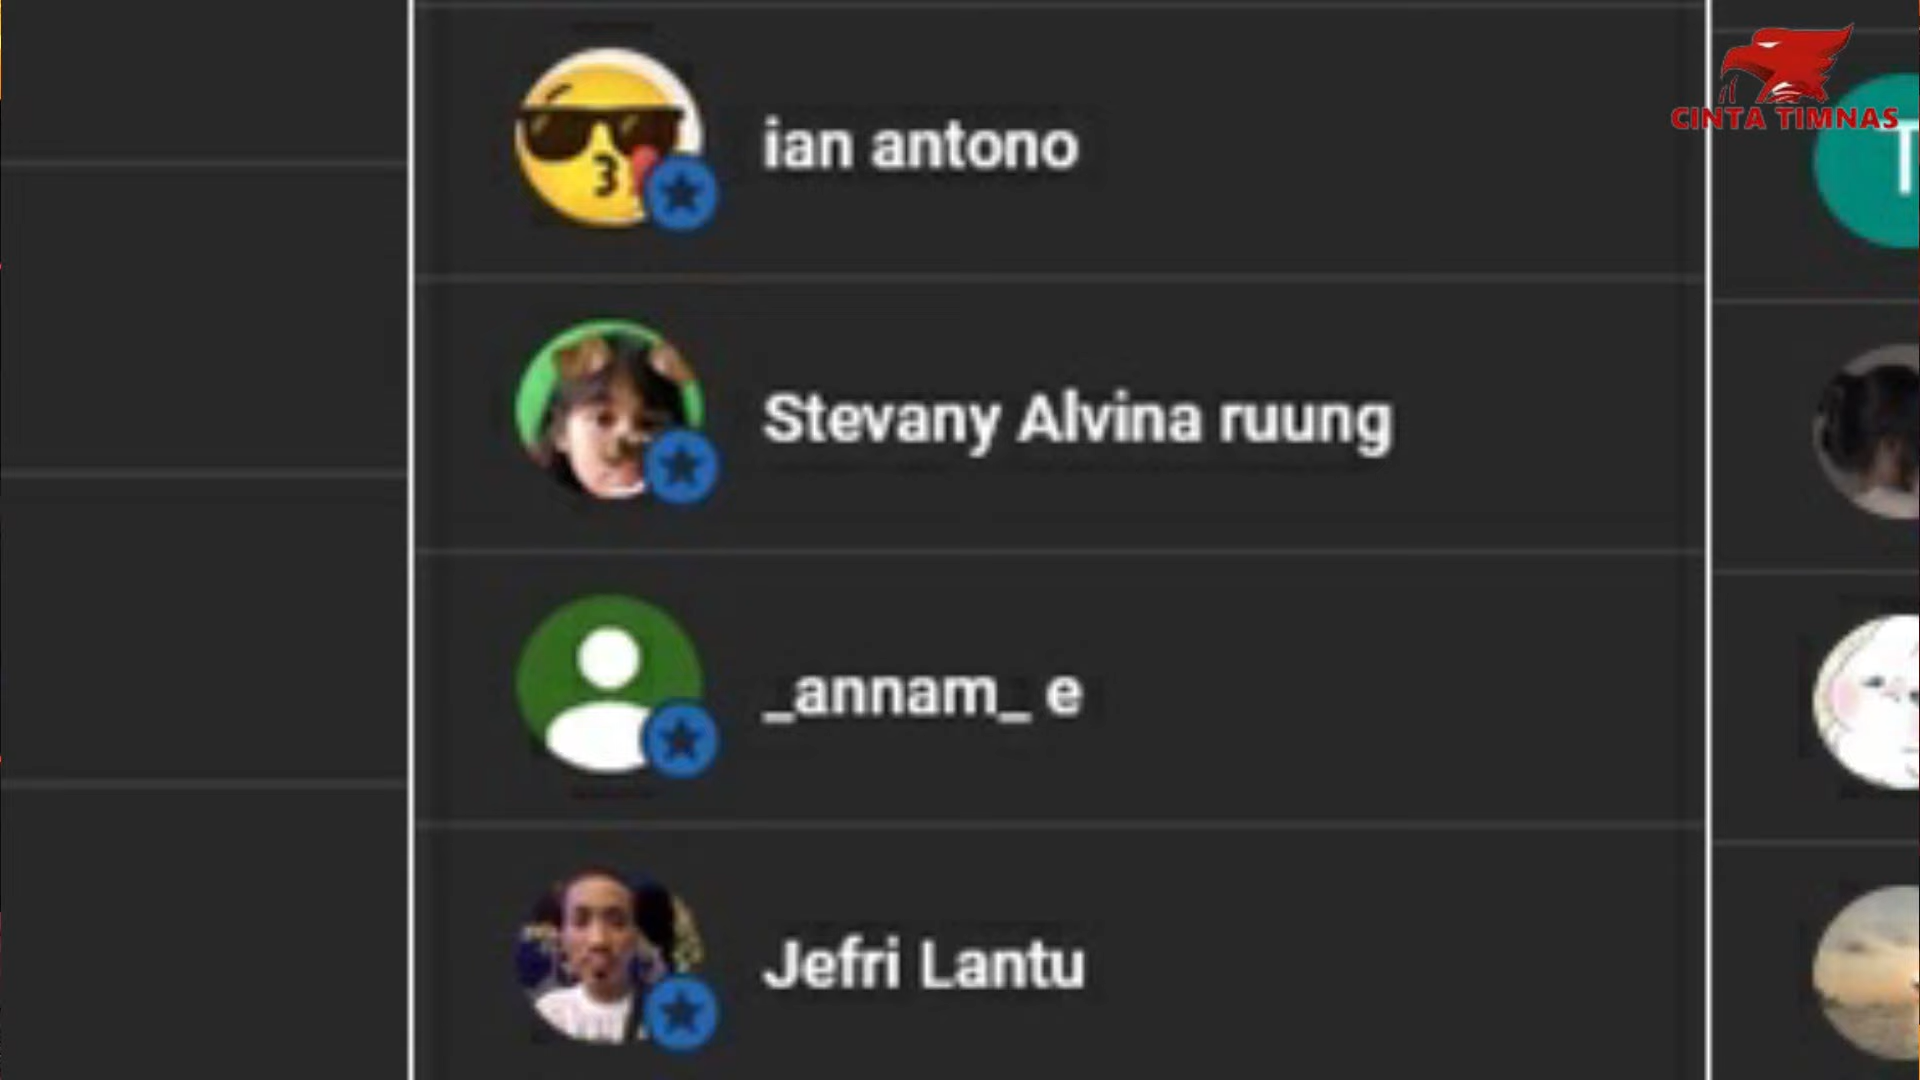 ian antono
Stevany Alvina ruung
_annam_ e
Jefri Lantu
CINTA TIMNAS
T